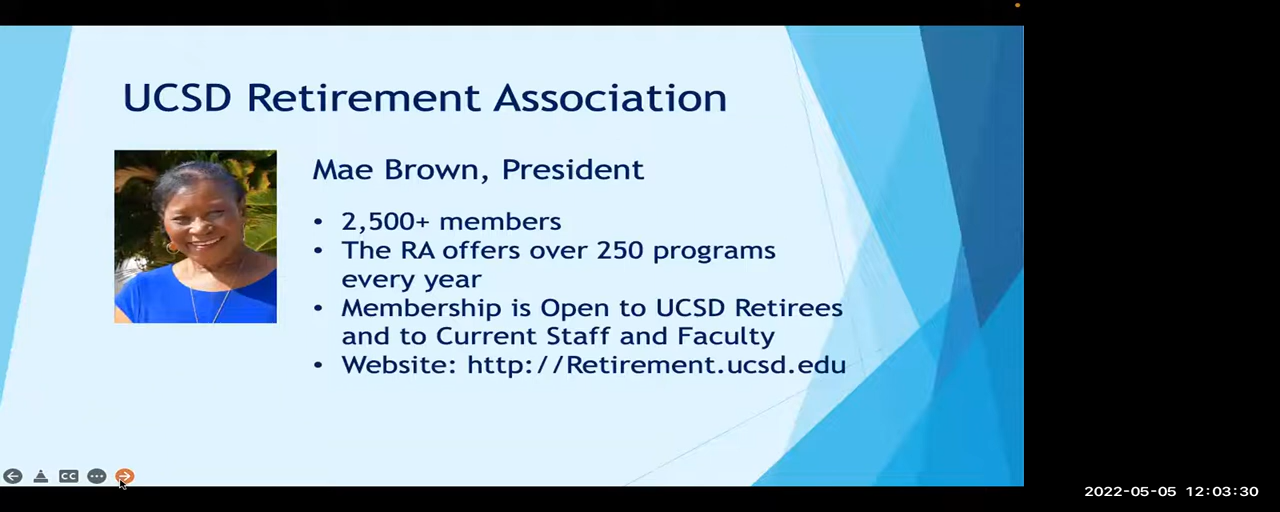 UCSD Retirement Association
Mae Brown, President
• 2,500+ members
• The RA offers over 250 programs
every year
• Membership is Open to UCSD Retirees
and to Current Staff and Faculty
• Website: http://Retirement.ucsd.edu
CC
2022-05-05 12:03:30